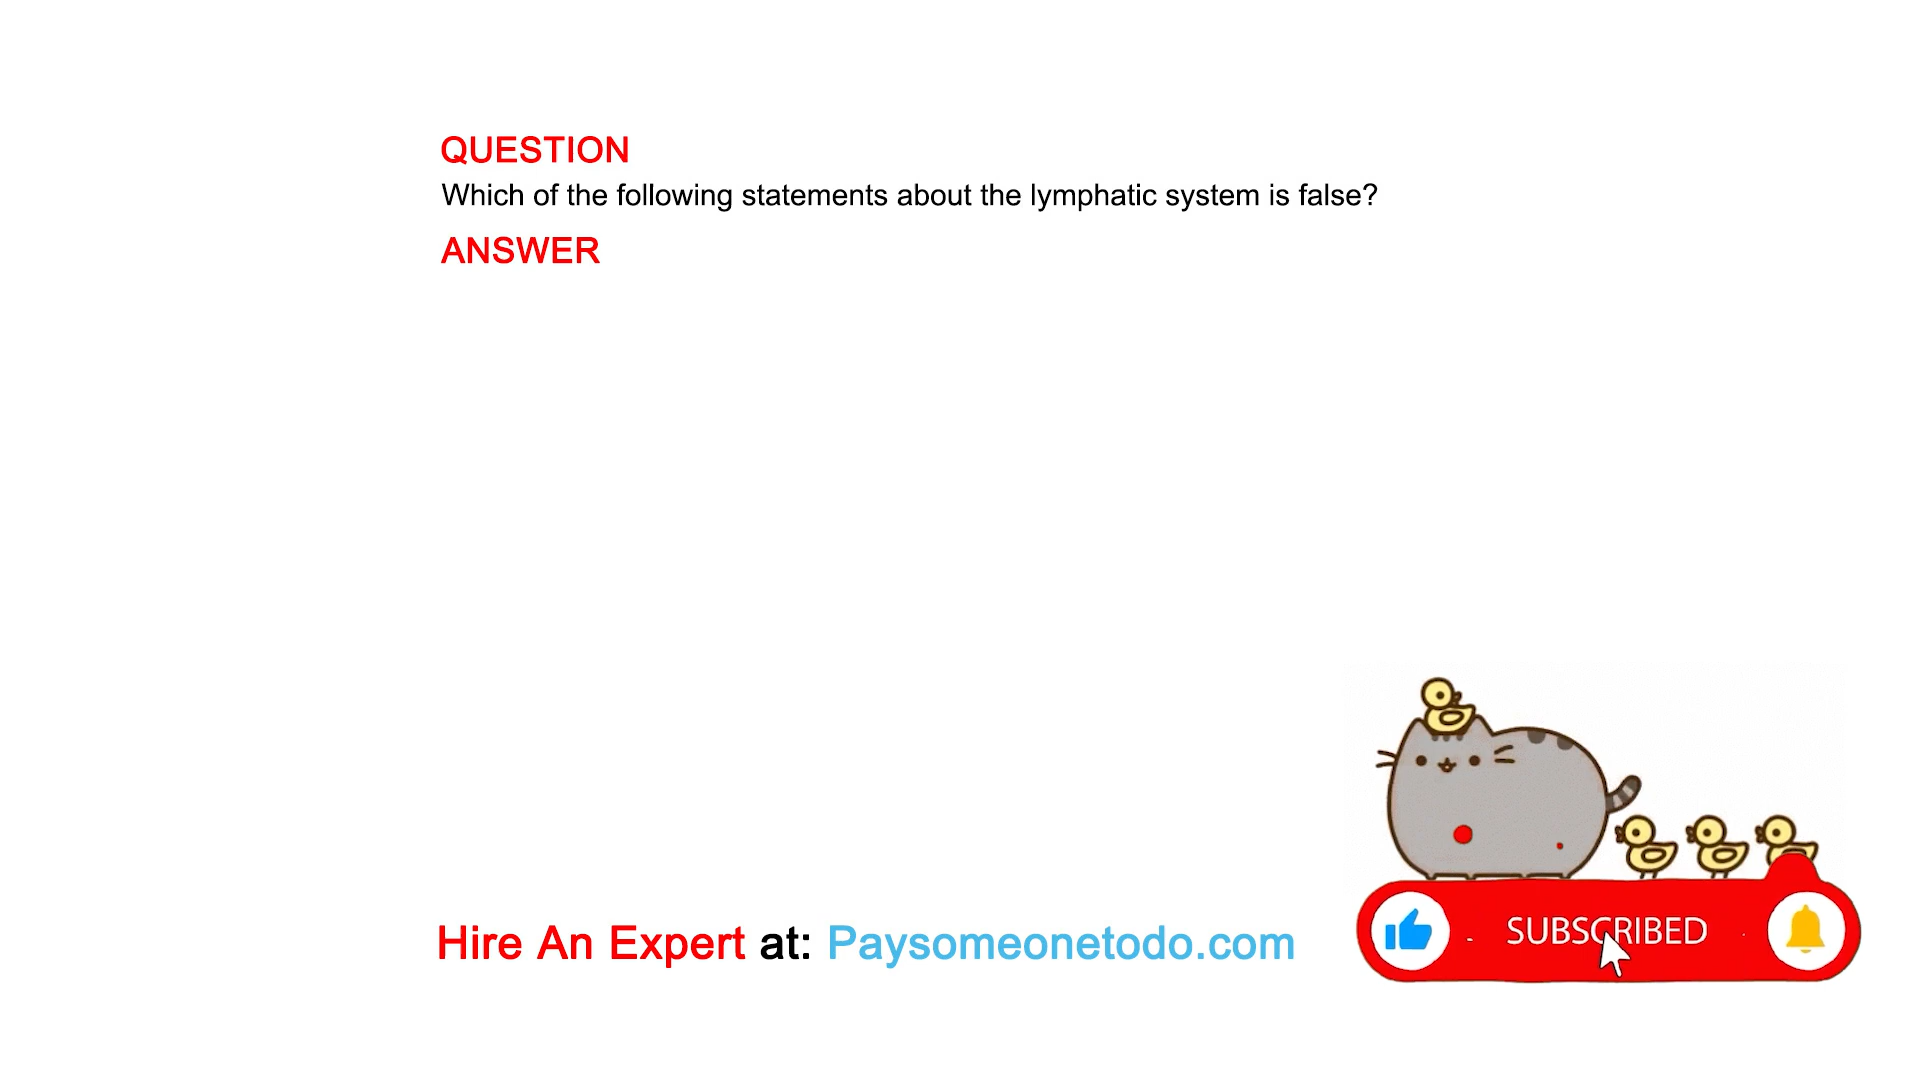 QUESTION
Which of the following statements about the lymphatic system is false?
ANSWER
Hire An Expert at: Paysomeonetodo.com
SUBSCRIBED